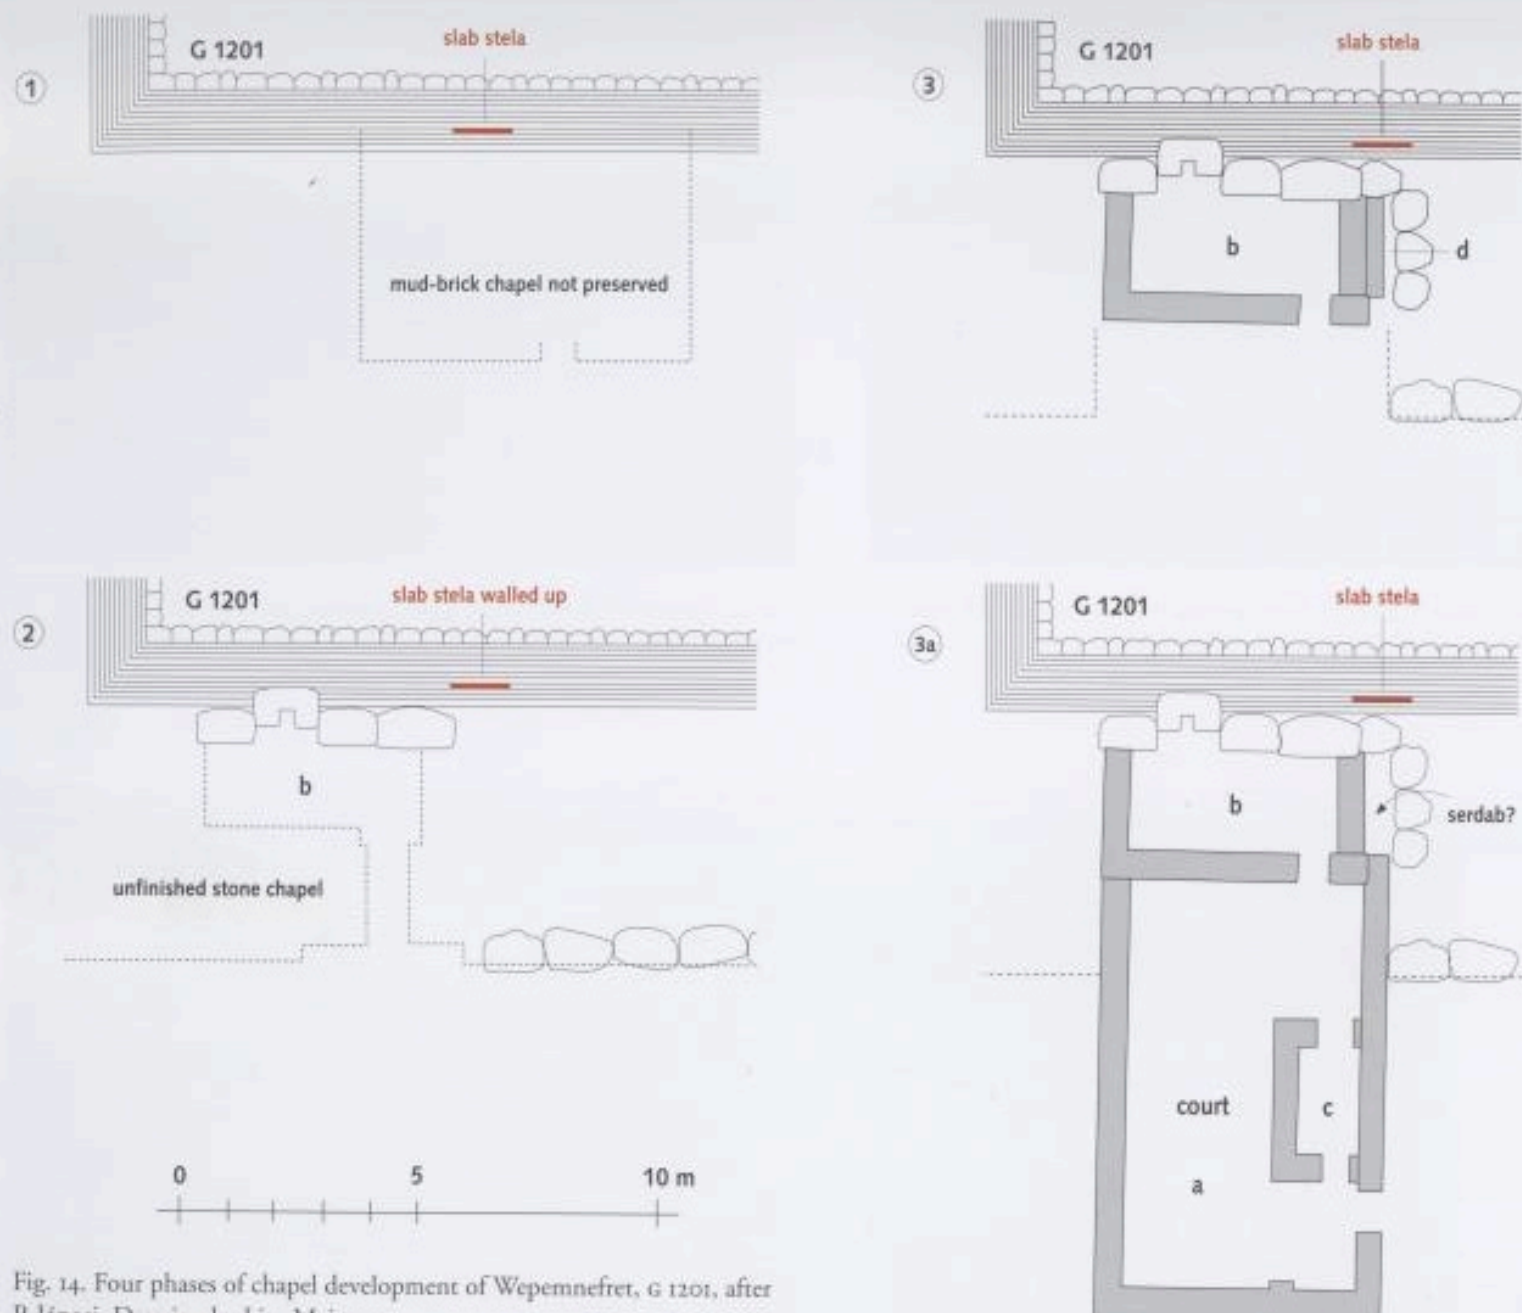 1
G 1201
slab stela
mud-brick chapel not preserved
2
G 1201
slab stela walled up
b
unfinished stone chapel
0 5 10 m
3
G 1201
slab stela
b
d
3a
G 1201
slab stela
b
serdab?
court
c
a
Fig. 14. Four phases of chapel development of Wepemnefret, G 1201, after